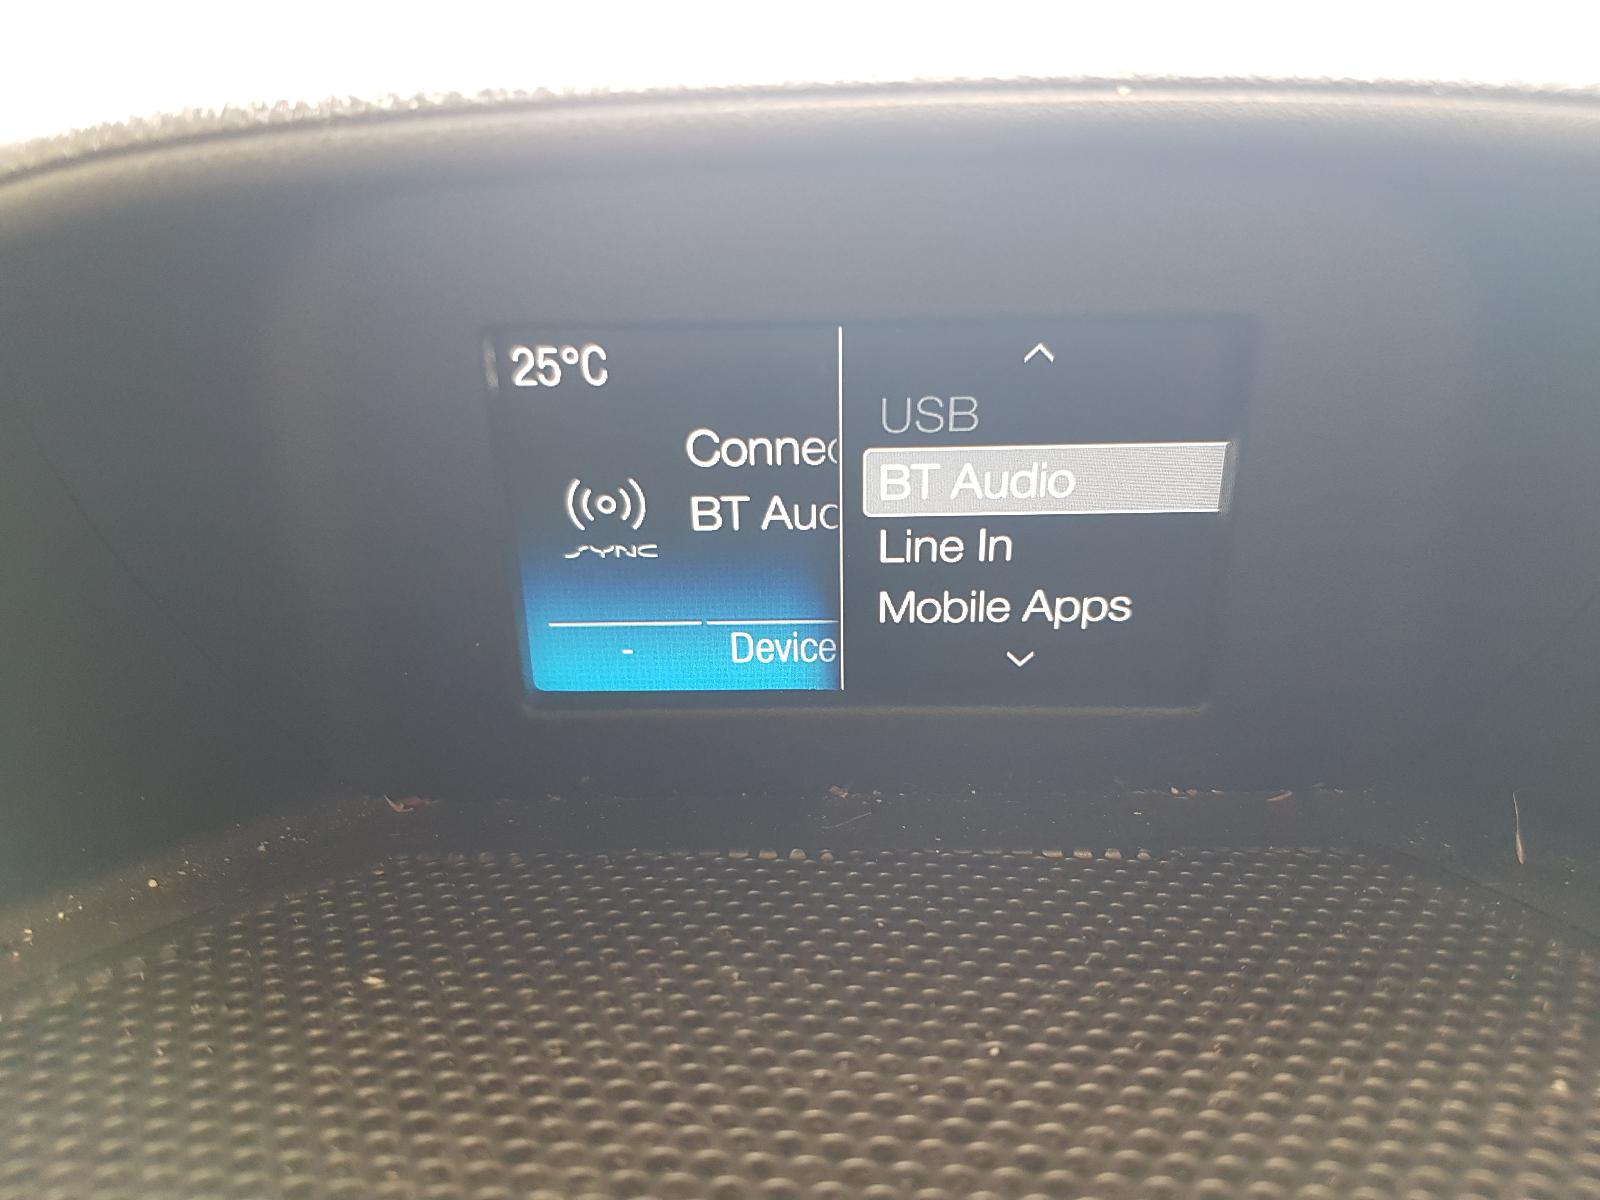 25°C
Connec
BT Auc
SYNC
-
Device
USB
BT Audio
Line In
Mobile Apps